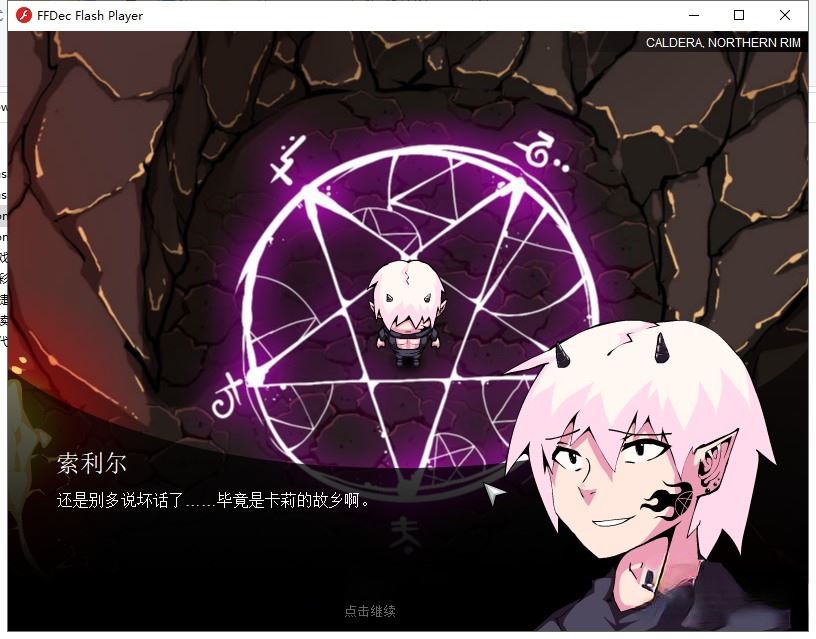 FFDec Flash Player
CALDERA, NORTHERN RIM
索利尔
还是别多说坏话了……毕竟是卡莉的故乡啊。
点击继续